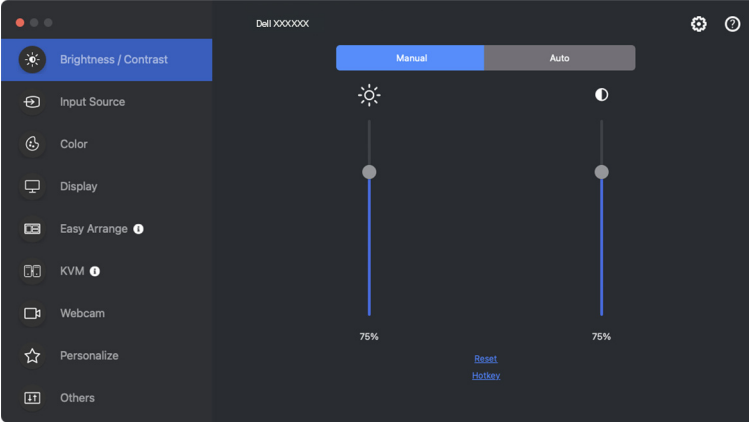 Dell XXXXXX
Brightness / Contrast
Input Source
Color
Display
Easy Arrange
KVM
Webcam
Personalize
Others
Manual
Auto
75%
75%
Reset
Hotkey